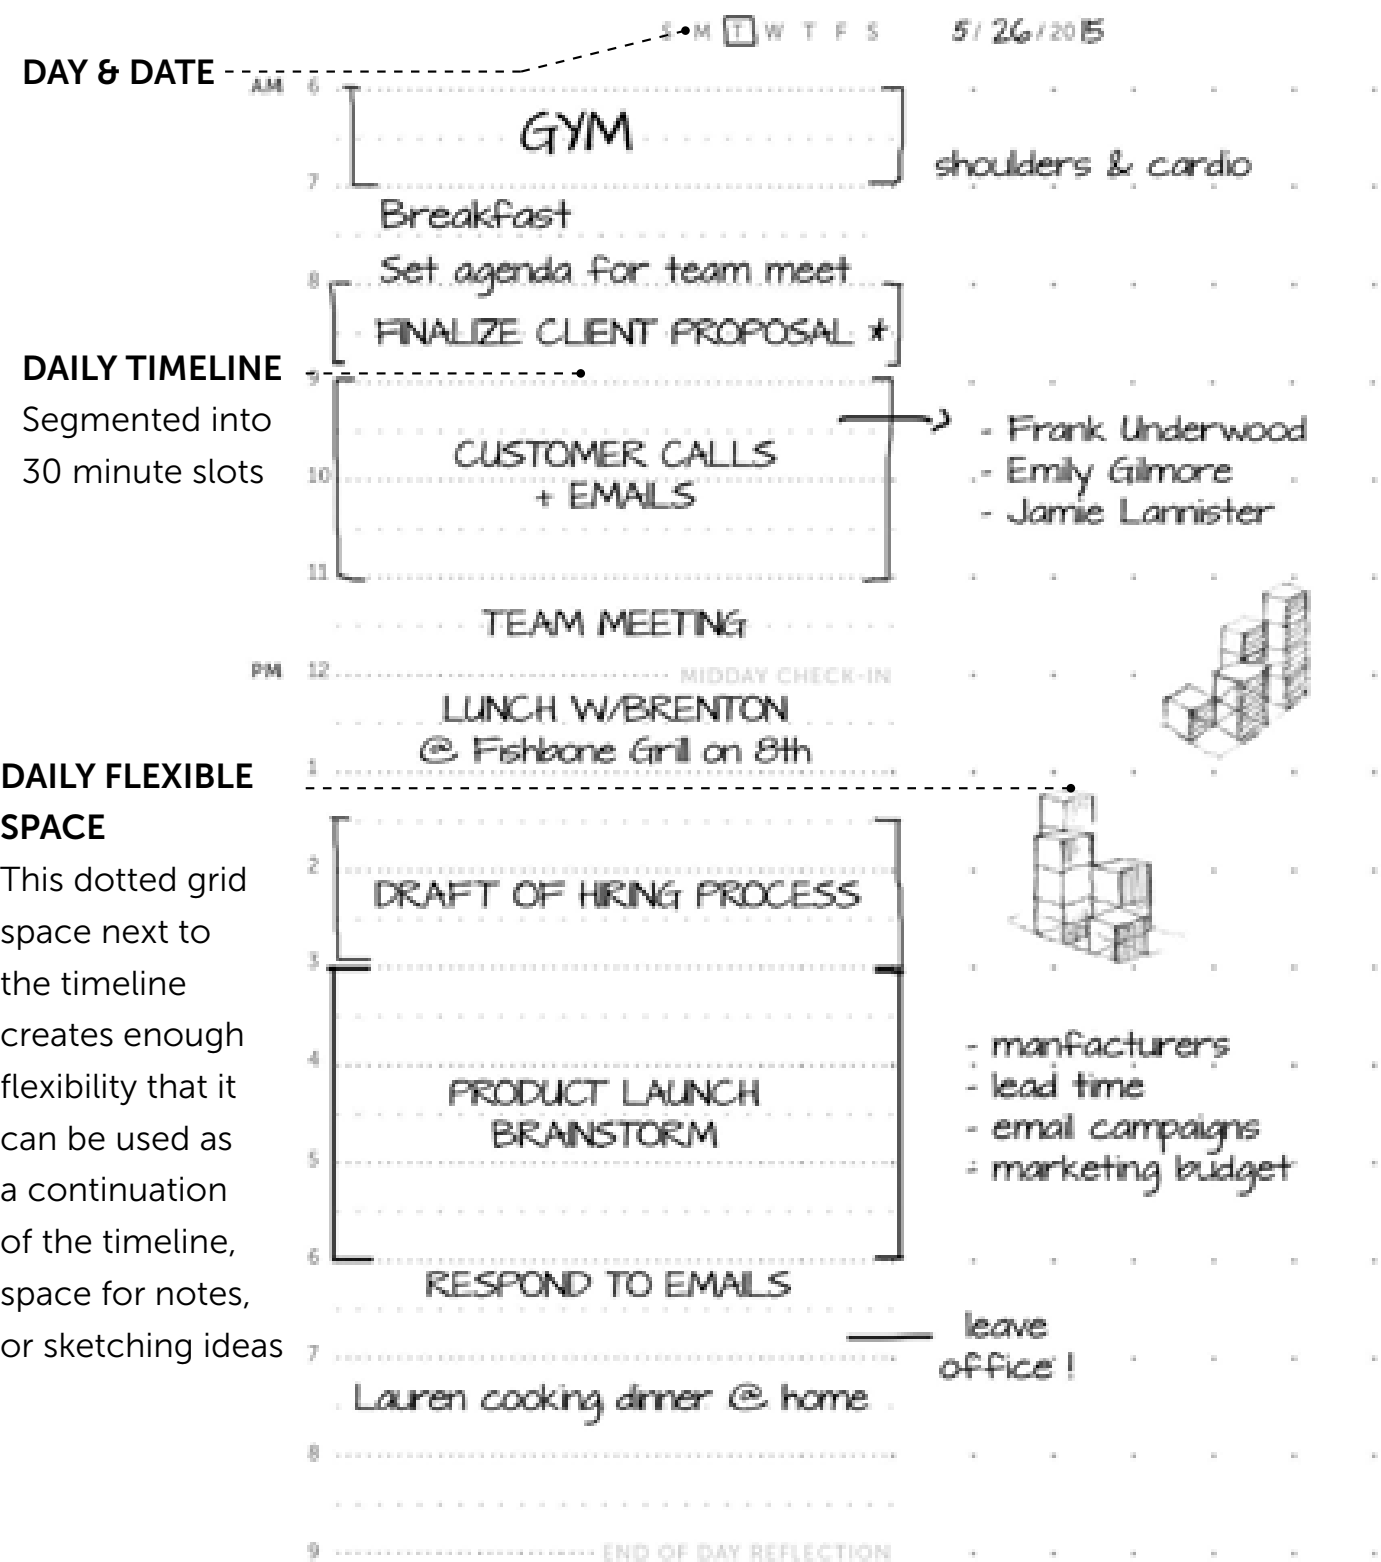 S M T W T F S 5/26/2015
DAY & DATE
AM 6
GYM
shoulders & cardio
7
Breakfast
Set agenda for team meet
8
FINALIZE CLIENT PROPOSAL *
DAILY TIMELINE
Segmented into
30 minute slots
9
CUSTOMER CALLS
+ EMAILS
10
- Frank Underwood
- Emily Gilmore
- Jamie Lannister
11
TEAM MEETING
PM 12 MIDDAY CHECK-IN
LUNCH W/BRENTON
@ Fishbone Grill on 8th
1
DAILY FLEXIBLE
SPACE
This dotted grid
space next to
the timeline
creates enough
flexibility that it
can be used as
a continuation
of the timeline,
space for notes,
or sketching ideas
2
DRAFT OF HIRING PROCESS
3
4
PRODUCT LAUNCH
BRAINSTORM
- manfacturers
- lead time
- email campaigns
- marketing budget
5
6
RESPOND TO EMAILS
leave
office !
7
Lauren cooking dinner @ home
8
9 END OF DAY REFLECTION